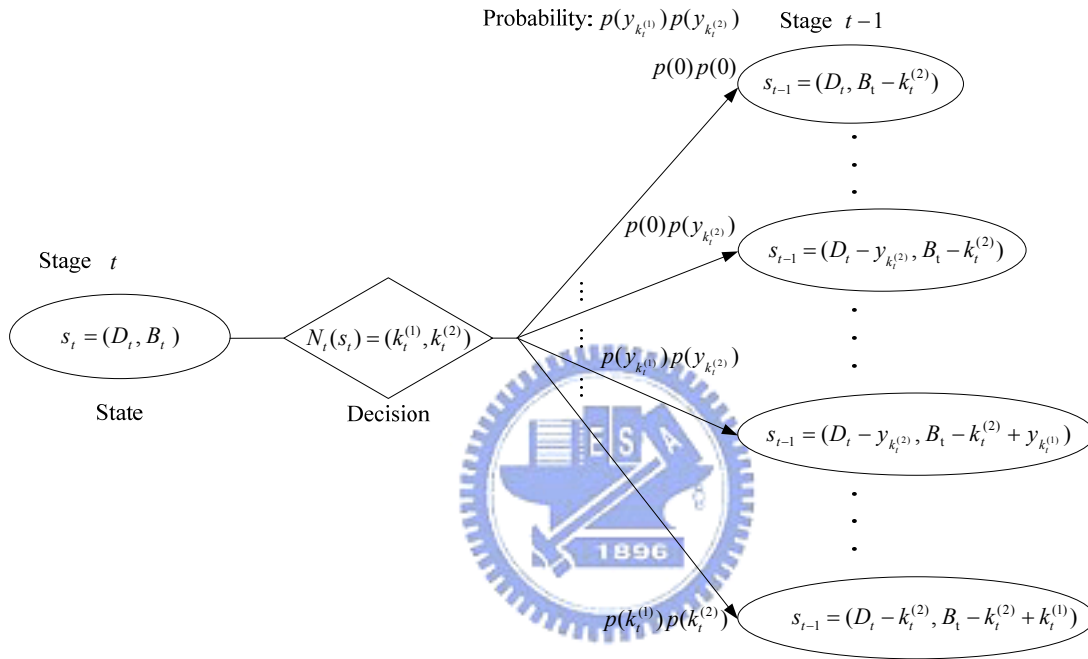 Probability: $p(y_{k_t^{(1)}})p(y_{k_t^{(2)}})$
Stage $t-1$
$p(0)p(0)$
$s_{t-1} = (D_t, B_t - k_t^{(2)})$
$p(0)p(y_{k_t^{(2)}})$
$s_{t-1} = (D_t - y_{k_t^{(2)}}, B_t - k_t^{(2)})$
Stage $t$
$s_t = (D_t, B_t)$
State
$N_t(s_t) = (k_t^{(1)}, k_t^{(2)})$
Decision
$p(y_{k_t^{(1)}})p(y_{k_t^{(2)}})$
$s_{t-1} = (D_t - y_{k_t^{(2)}}, B_t - k_t^{(2)} + y_{k_t^{(1)}})$
E S A
1896
$p(k_t^{(1)})p(k_t^{(2)})$
$s_{t-1} = (D_t - k_t^{(2)}, B_t - k_t^{(2)} + k_t^{(1)})$